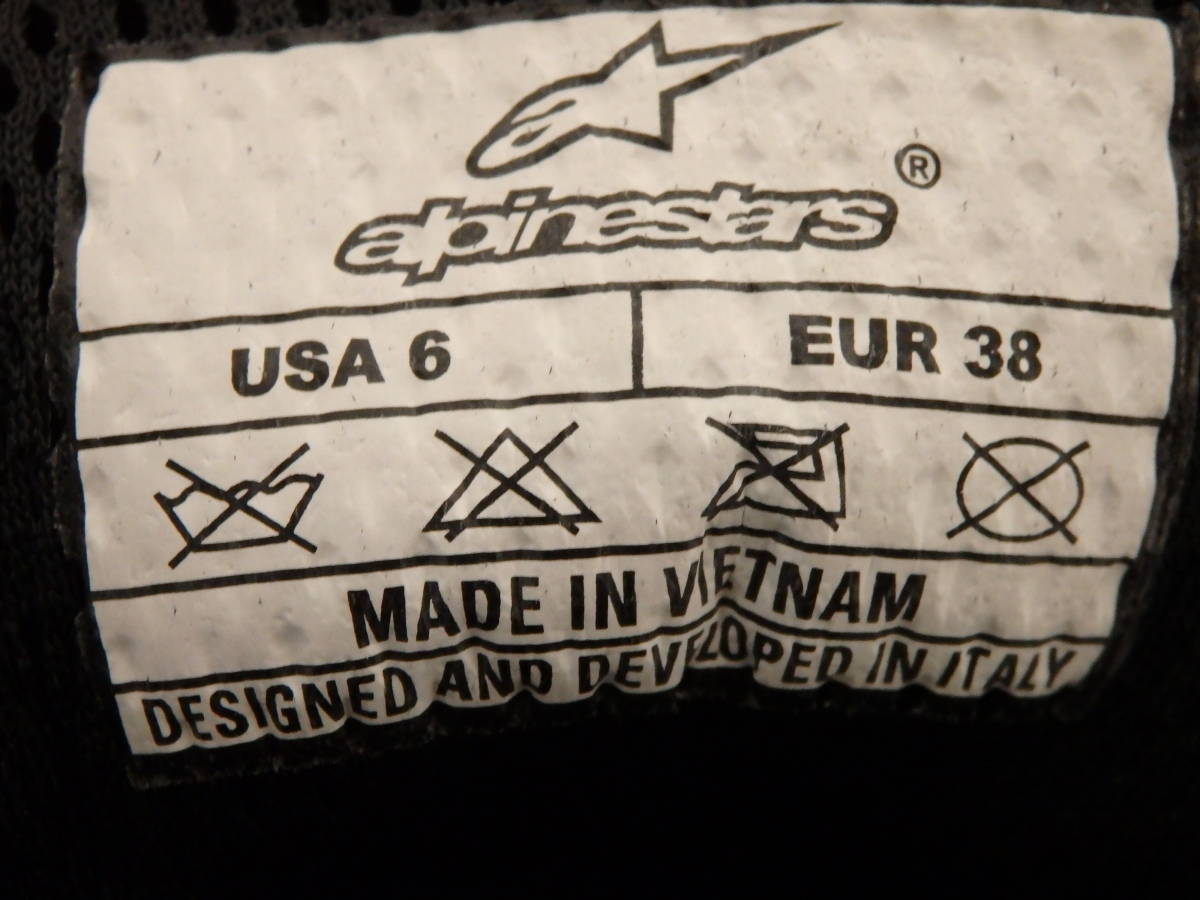 ®
alpinestars
USA 6 EUR 38
MADE IN VIETNAM
DESIGNED AND DEVELOPED IN ITALY